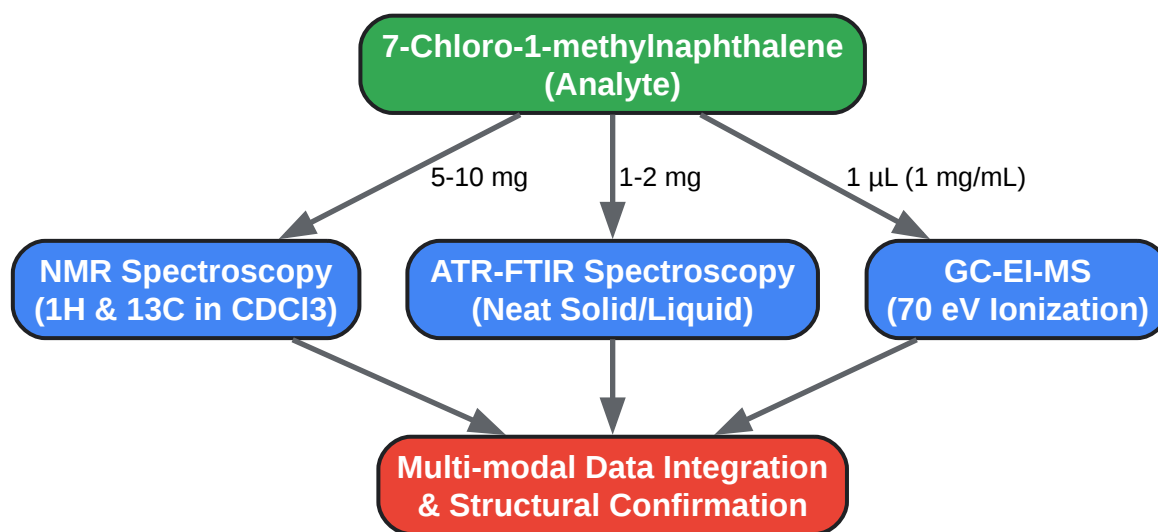 7-Chloro-1-methylnaphthalene
(Analyte)
5-10 mg
1-2 mg
1 µL (1 mg/mL)
NMR Spectroscopy
(1H & 13C in CDCl3)
ATR-FTIR Spectroscopy
(Neat Solid/Liquid)
GC-EI-MS
(70 eV Ionization)
Multi-modal Data Integration
& Structural Confirmation